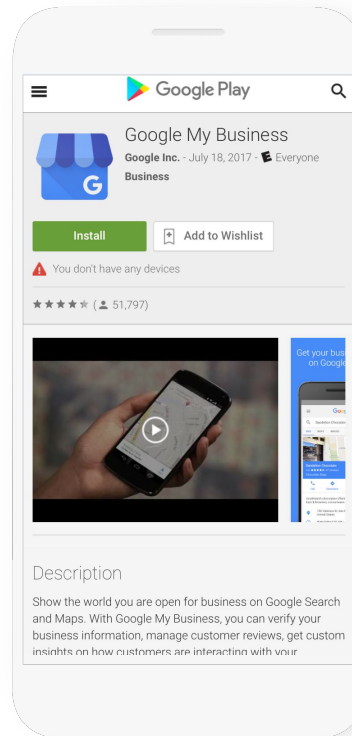 Google Play
Google My Business
Google Inc. - July 18, 2017 - E Everyone
Business
G
Install
Add to Wishlist
You don't have any devices
(51,797)
Get your busi
on Google
Description
Show the world you are open for business on Google Search
and Maps. With Google My Business, you can verify your
business information, manage customer reviews, get custom
insights on how customers are interacting with your